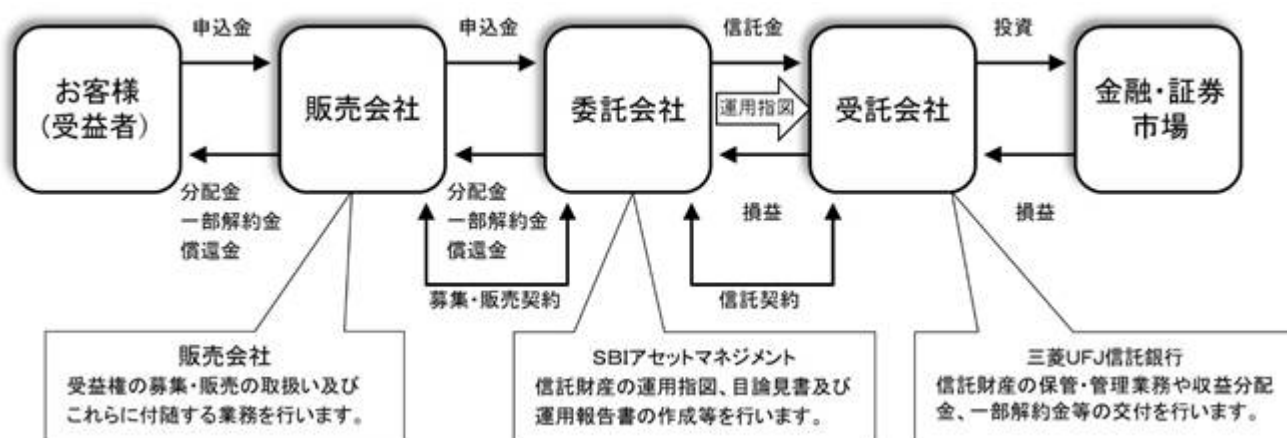 申込金
申込金
信託金
投資
お客様
(受益者)
販売会社
委託会社
運用指図
受託会社
金融・証券
市場
分配金
一部解約金
償還金
分配金
一部解約金
償還金
損益
損益
募集・販売契約
信託契約
販売会社
受益権の募集・販売の取扱い及び
これらに付随する業務を行います。
SBIアセットマネジメント
信託財産の運用指図、目論見書及び
運用報告書の作成等を行います。
三菱UFJ信託銀行
信託財産の保管・管理業務や収益分配
金、一部解約金等の交付を行います。